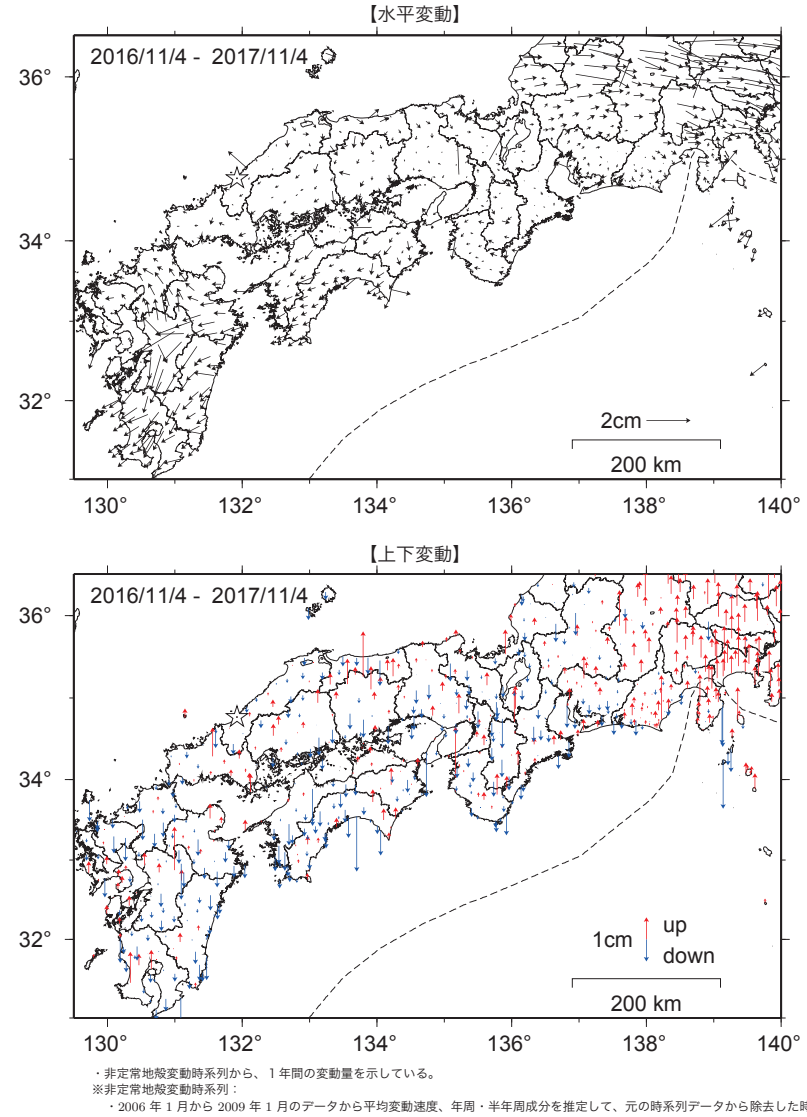 【水平変動】
2016/11/4 - 2017/11/4
36°
34°
32°
2cm
200 km
130° 132° 134° 136° 138° 140°
【上下変動】
2016/11/4 - 2017/11/4
36°
34°
32°
1cm
up
down
200 km
130° 132° 134° 136° 138° 140°
・非定常地殻変動時系列から、１年間の変動量を示している。
※非定常地殻変動時系列：
・2006 年 1 月から 2009 年 1 月のデータから平均変動速度、年周・半年周成分を推定して、元の時系列データから除去した